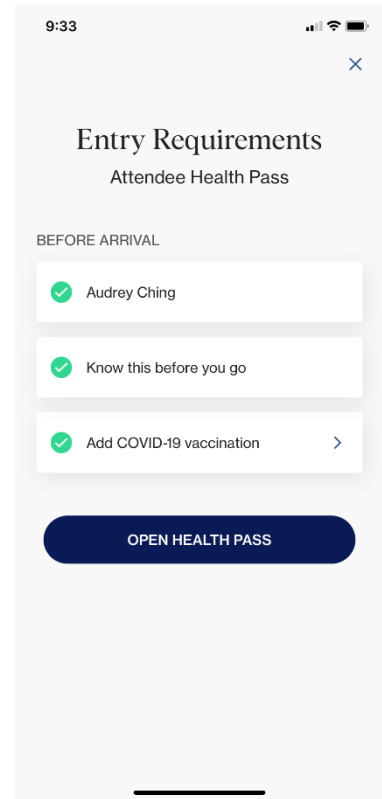 9:33
Entry Requirements
Attendee Health Pass
BEFORE ARRIVAL
Audrey Ching
Know this before you go
Add COVID-19 vaccination
OPEN HEALTH PASS